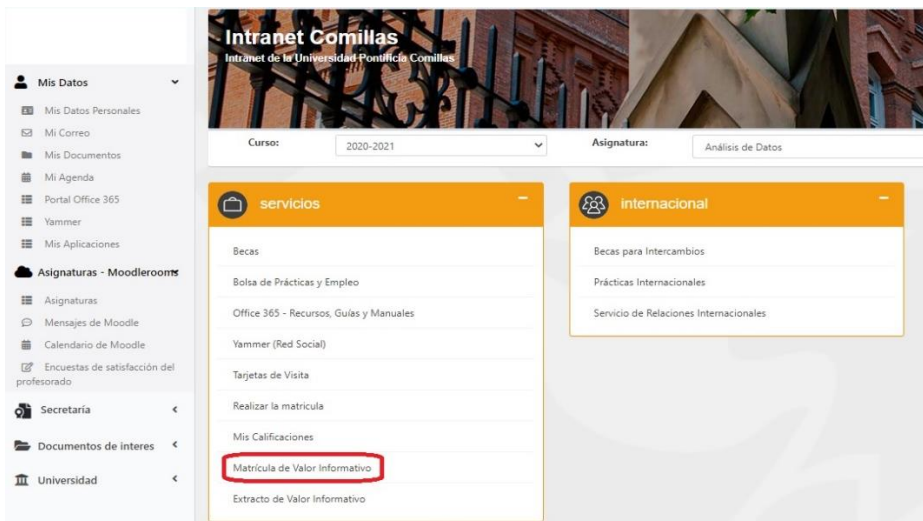 Intranet Comillas
Intranet de la Universidad Pontificia Comillas
Mis Datos
Mis Datos Personales
Mi Correo
Mis Documentos
Mi Agenda
Portal Office 365
Yammer
Mis Aplicaciones
Asignaturas - Moodlerooms
Asignaturas
Mensajes de Moodle
Calendario de Moodle
Encuestas de satisfacción del
profesorado
Secretaría
Documentos de interes
Universidad
Curso:
2020-2021
Asignatura:
Análisis de Datos
servicios
Becas
Bolsa de Prácticas y Empleo
Office 365 - Recursos, Guías y Manuales
Yammer (Red Social)
Tarjetas de Visita
Realizar la matricula
Mis Calificaciones
Matrícula de Valor Informativo
Extracto de Valor Informativo
internacional
Becas para Intercambios
Prácticas Internacionales
Servicio de Relaciones Internacionales